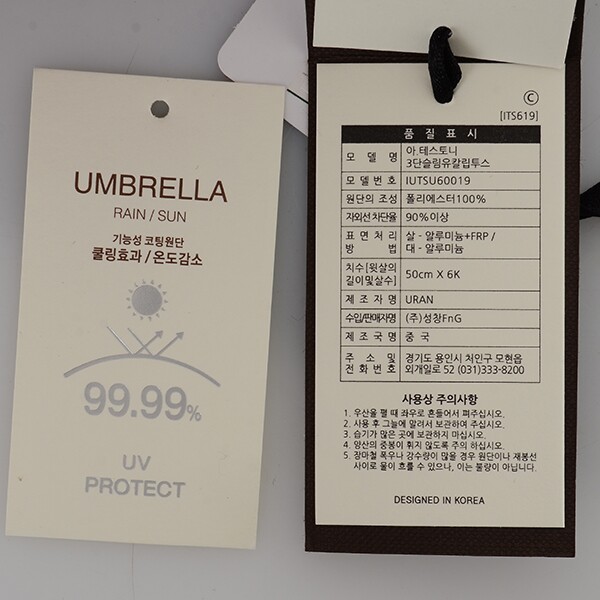 UMBRELLA
RAIN / SUN
기능성 코팅원단
쿨링효과 / 온도감소
99.99%
UV
PROTECT
ⓒ
[ITS619]
품 질 표 시
모 델 명 아.테스토니
3단슬림유칼립투스
모 델 번 호 IUTSU60019
원단의 조성 폴리에스터100%
자외선 차단율 90%이상
표 면 처 리 살 - 알루미늄+FRP /
방 법 대 - 알루미늄
치수[윗살의
길이및살수] 50cm X 6K
제 조 자 명 URAN
수입/판매자명 (주)성창FnG
제 조 국 명 중 국
주 소 및 경기도 용인시 처인구 모현읍
전 화 번 호 외개일로 52 (031)333-8200
사용상 주의사항
1. 우산을 펼 때 좌우로 흔들어서 펴주십시오.
2. 사용 후 그늘에 말려서 보관하여 주십시오.
3. 습기가 많은 곳에 보관하지 마십시오.
4. 양산의 중봉이 휘지 않도록 주의 하십시오.
5. 장마철 폭우나 강수량이 많을 경우 원단이나 재봉선
사이로 물이 흐를 수 있으나, 이는 불량이 아닙니다.
DESIGNED IN KOREA